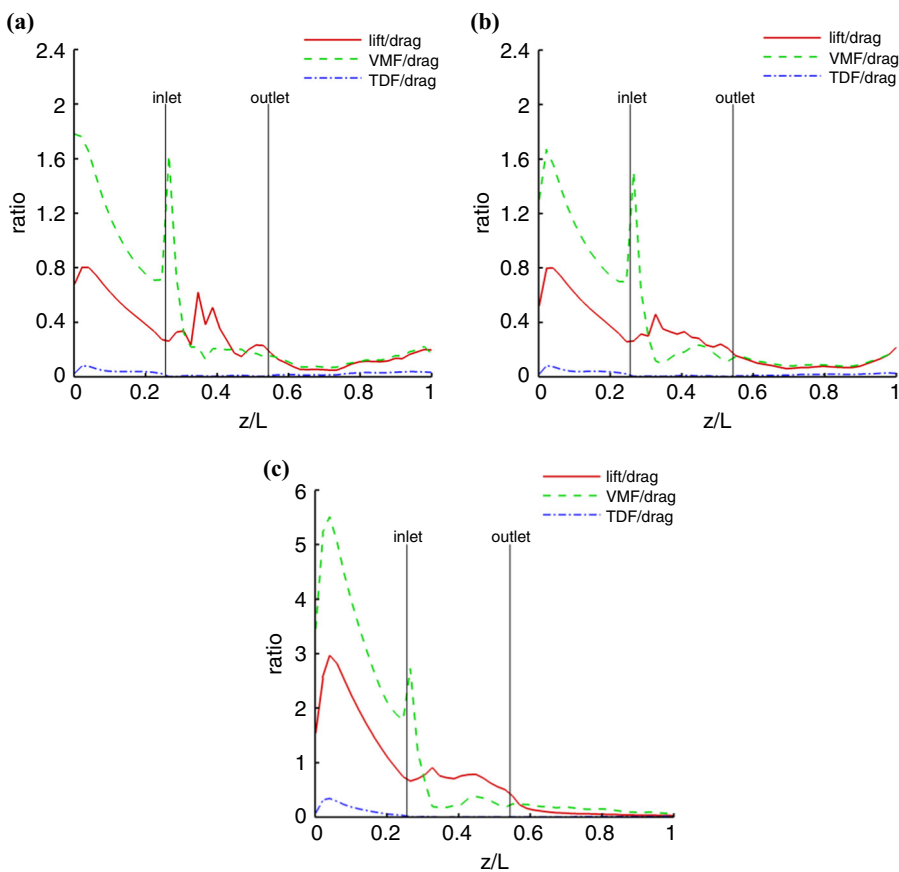 (a)
lift/drag
VMF/drag
TDF/drag
2.4
2
1.6
1.2
0.8
0.4
0
ratio
inlet
outlet
0 0.2 0.4 0.6 0.8 1
z/L
(b)
lift/drag
VMF/drag
TDF/drag
2.4
2
1.6
1.2
0.8
0.4
0
ratio
inlet
outlet
0 0.2 0.4 0.6 0.8 1
z/L
(c)
lift/drag
VMF/drag
TDF/drag
6
5
4
3
2
1
0
ratio
inlet
outlet
0 0.2 0.4 0.6 0.8 1
z/L